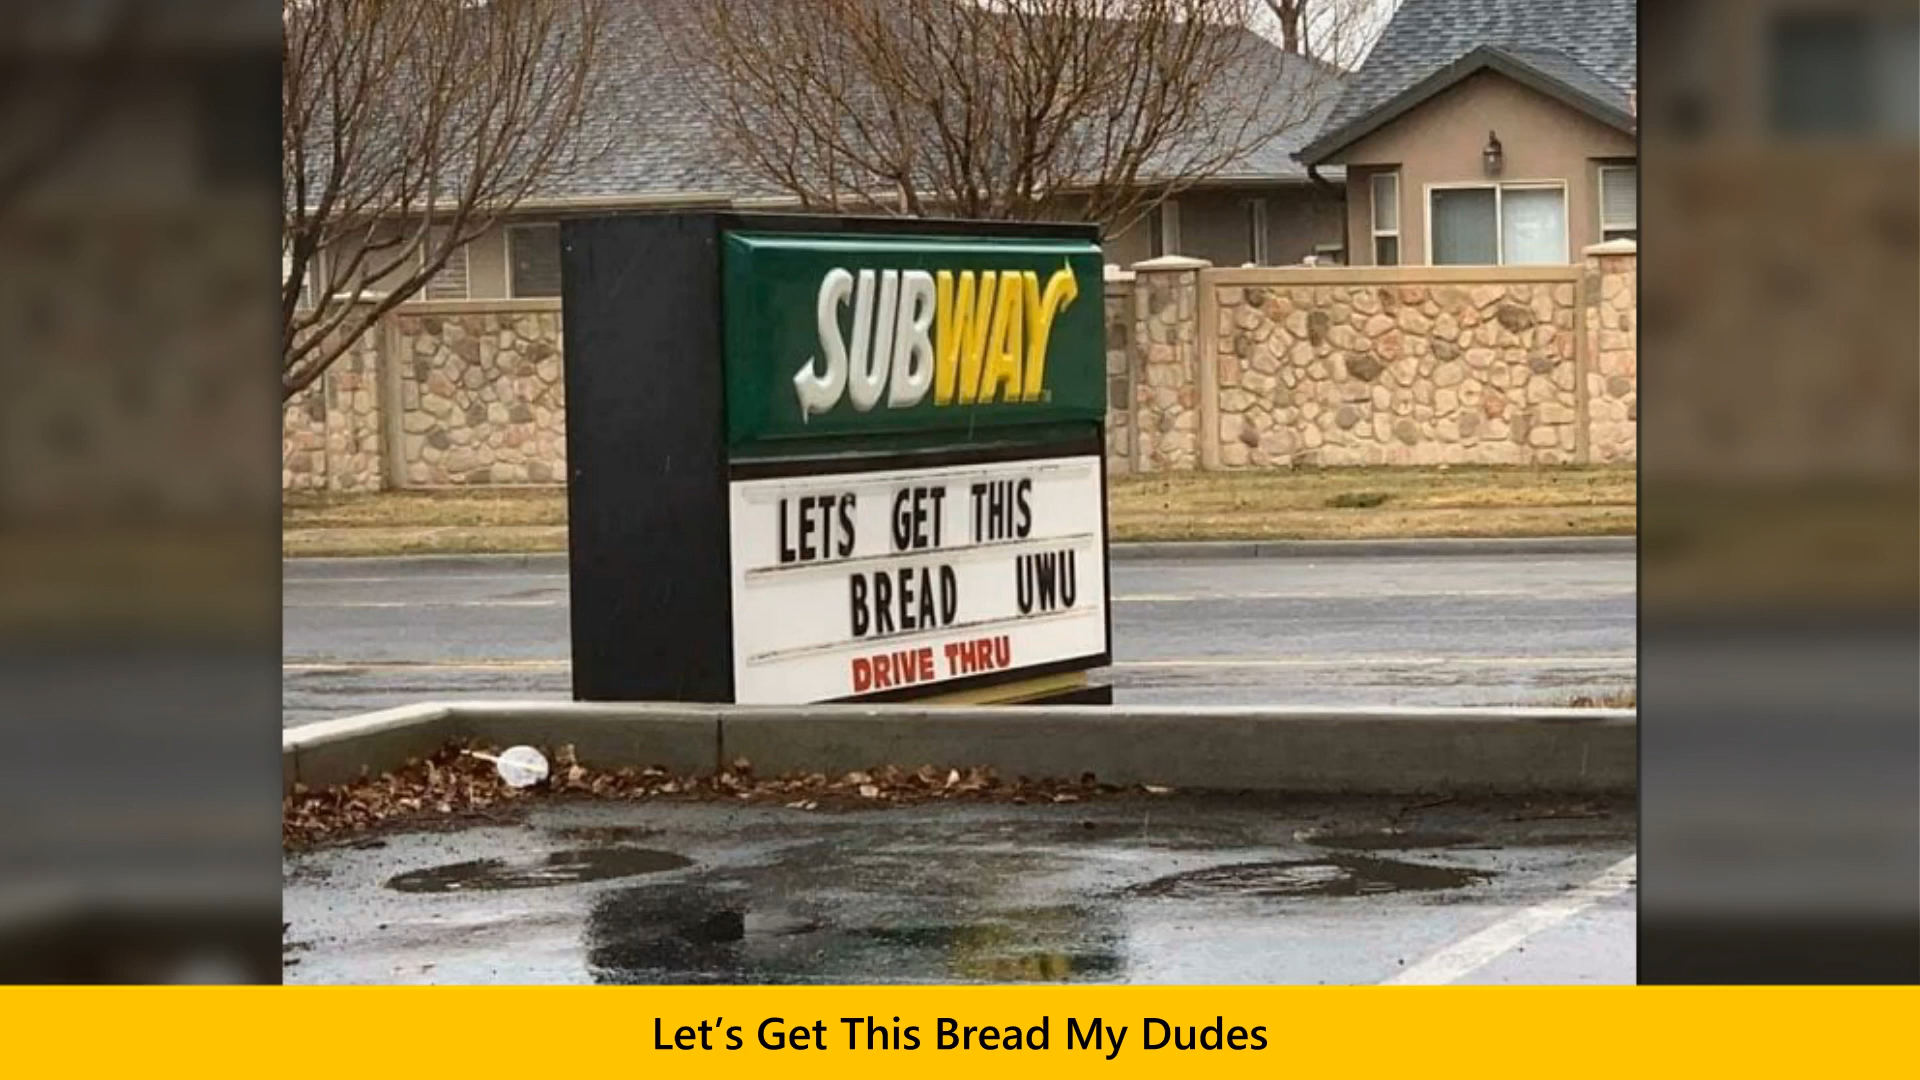 SUBWAY
LETS GET THIS
BREAD UWU
DRIVE THRU
Let’s Get This Bread My Dudes